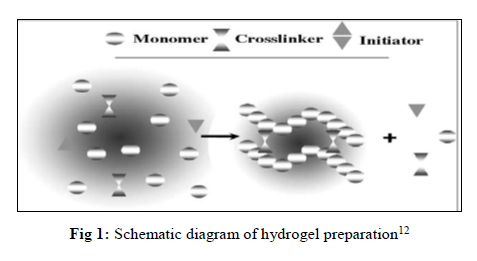 Monomer Crosslinker Initiator
+
Fig 1: Schematic diagram of hydrogel preparation¹²